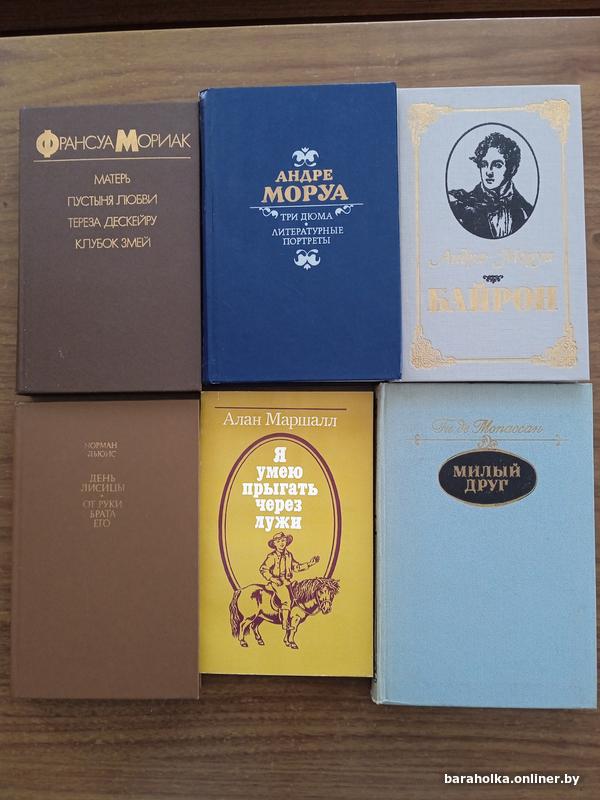 Франсуа Мориак
МАТЕРЬ
ПУСТЫНЯ ЛЮБВИ
ТЕРЕЗА ДЕСКЕЙРУ
КЛУБОК ЗМЕЙ
АНДРЕ
МОРУА
ТРИ ДЮМА
ЛИТЕРАТУРНЫЕ
ПОРТРЕТЫ
Андре Моруа
БАЙРОН
НОРМАН
ЛЬЮИС
ДЕНЬ
ЛИСИЦЫ
ОТ РУКИ
БРАТА
ЕГО
Алан Маршалл
Я
умею
прыгать
через
лужи
Ги де Мопассан
МИЛЫЙ
ДРУГ
baraholka.onliner.by